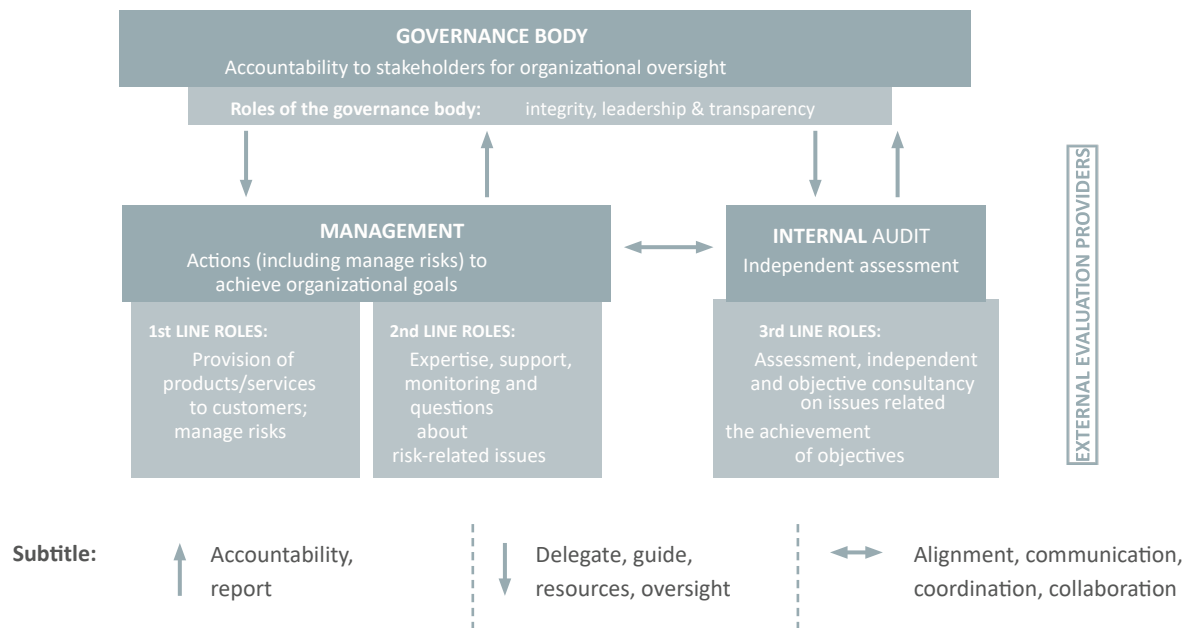 GOVERNANCE BODY
Accountability to stakeholders for organizational oversight
Roles of the governance body: integrity, leadership & transparency
MANAGEMENT
Actions (including manage risks) to
achieve organizational goals
1st LINE ROLES:
Provision of
products/services
to customers;
manage risks
2nd LINE ROLES:
Expertise, support,
monitoring and
questions
about
risk-related issues
INTERNAL AUDIT
Independent assessment
3rd LINE ROLES:
Assessment, independent
and objective consultancy
on issues related
the achievement
of objectives
EXTERNAL EVALUATION PROVIDERS
Subtitle:
Accountability,
report
Delegate, guide,
resources, oversight
Alignment, communication,
coordination, collaboration